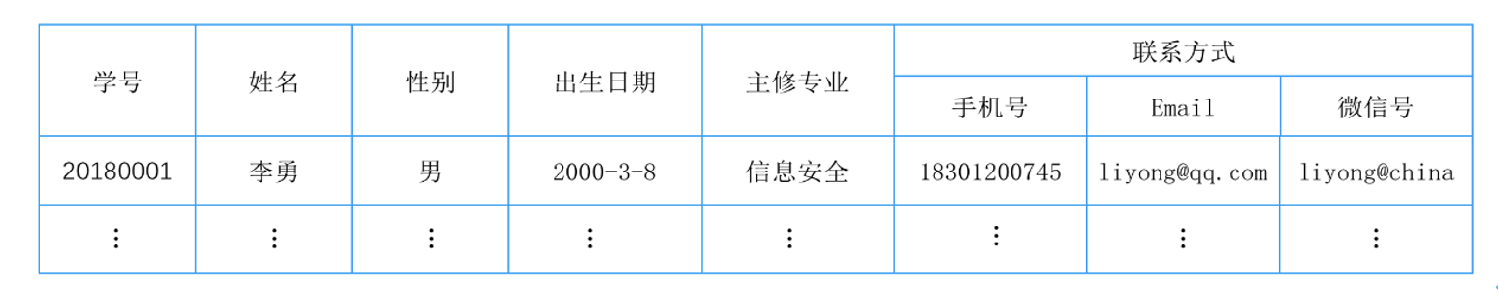 学号 姓名 性别 出生日期 主修专业 联系方式
手机号 Email 微信号
20180001 李勇 男 2000-3-8 信息安全 18301200745 liyong@qq.com liyong@china
⋮ ⋮ ⋮ ⋮ ⋮ ⋮ ⋮ ⋮